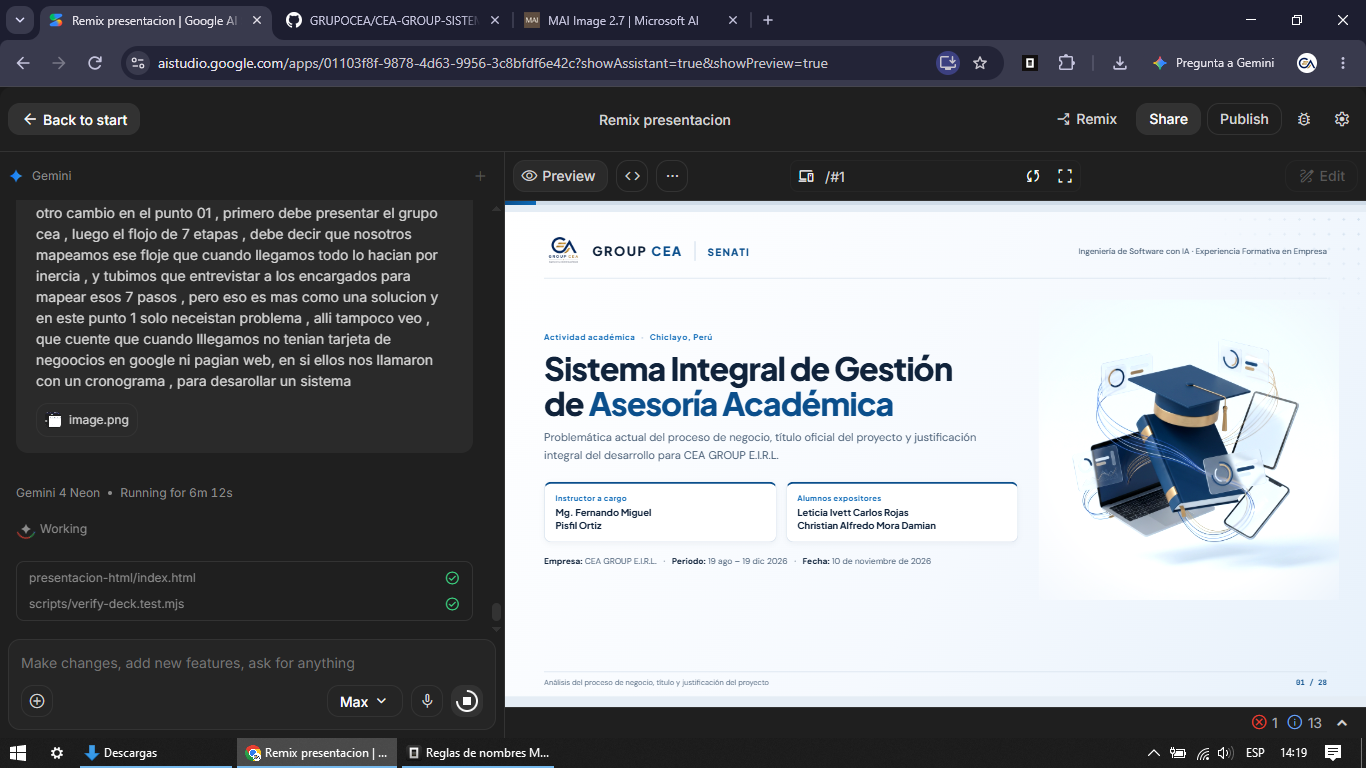 Remix presentacion | Google AI
GRUPOCEA/CEA-GROUP-SISTEM
MAI Image 2.7 | Microsoft AI
aistudio.google.com/apps/01103f8f-9878-4d63-9956-3c8bfdf6e42c?showAssistant=true&showPreview=true
Pregunta a Gemini
Back to start
Remix presentacion
Remix
Share
Publish
Gemini
Preview
/#1
Edit
otro cambio en el punto 01 , primero debe presentar el grupo
cea , luego el flojo de 7 etapas , debe decir que nosotros
mapeamos ese floje que cuando llegamos todo lo hacian por
inercia , y tubimos que entrevistar a los encargados para
mapear esos 7 pasos , pero eso es mas como una solucion y
en este punto 1 solo neceistan problema , alli tampoco veo ,
que cuente que cuando lllegamos no tenian tarjeta de
negoocios en google ni pagian web, en si ellos nos llamaron
con un cronograma , para desarollar un sistema
image.png
Gemini 4 Neon • Running for 6m 12s
Working
presentacion-html/index.html
scripts/verify-deck.test.mjs
Make changes, add new features, ask for anything
Max
GROUP CEA
GROUP CEA | SENATI
Ingeniería de Software con IA · Experiencia Formativa en Empresa
Actividad académica · Chiclayo, Perú
Sistema Integral de Gestión
de Asesoría Académica
Problemática actual del proceso de negocio, título oficial del proyecto y justificación
integral del desarrollo para CEA GROUP E.I.R.L.
Instructor a cargo
Mg. Fernando Miguel
Pisfil Ortiz
Alumnos expositores
Leticia Ivett Carlos Rojas
Christian Alfredo Mora Damian
Empresa: CEA GROUP E.I.R.L. · Periodo: 19 ago – 19 dic 2026 · Fecha: 10 de noviembre de 2026
Análisis del proceso de negocio, título y justificación del proyecto
01 / 28
1
13
Descargas
Remix presentacion | ...
Reglas de nombres M...
ESP
14:19